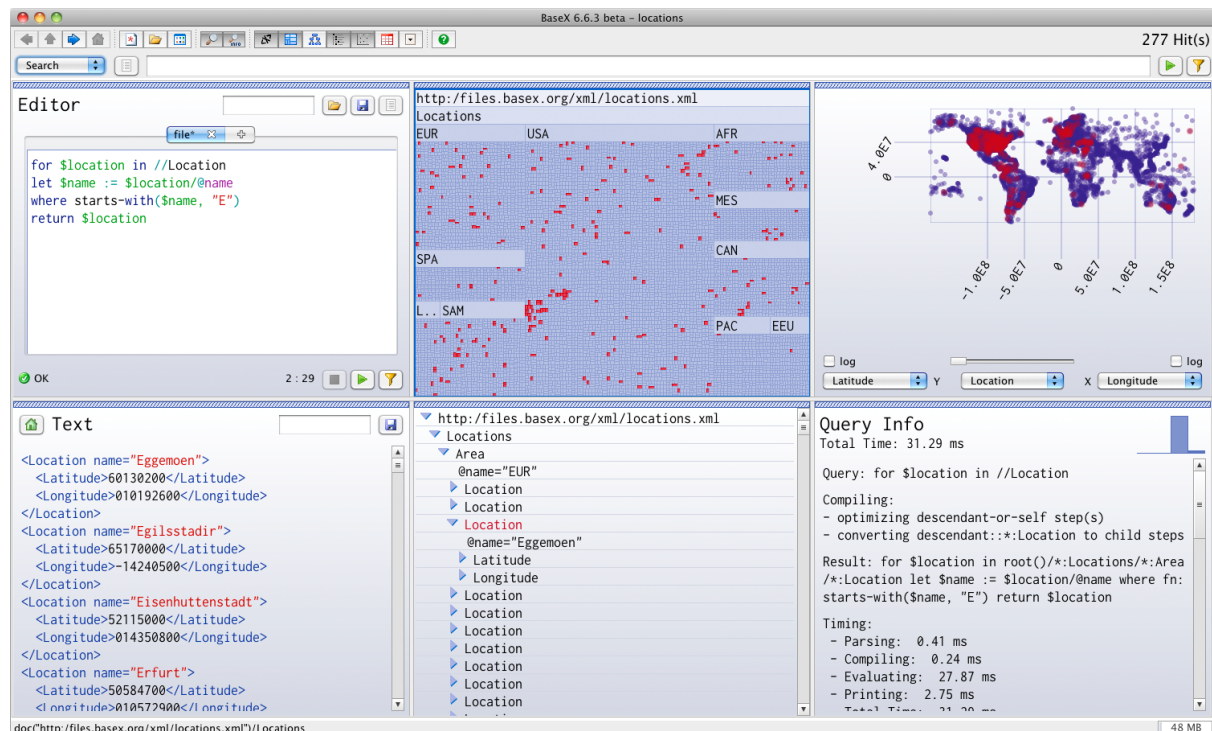 BaseX 6.6.3 beta – locations
277 Hit(s)
Search
Editor
file*
for $location in //Location
let $name := $location/@name
where starts-with($name, "E")
return $location
OK
2 : 29
http:/files.basex.org/xml/locations.xml
Locations
EUR USA AFR
MES
CAN
SPA
L.. SAM
PAC EEU
4.0E7
0
-1.0E8 -5.0E7 0 5.0E7 1.0E8 1.5E8
log log
Latitude Y Location X Longitude
Text
<Location name="Eggemoen">
<Latitude>60130200</Latitude>
<Longitude>010192600</Longitude>
</Location>
<Location name="Egilsstadir">
<Latitude>65170000</Latitude>
<Longitude>-14240500</Longitude>
</Location>
<Location name="Eisenhuttenstadt">
<Latitude>52115000</Latitude>
<Longitude>014350800</Longitude>
</Location>
<Location name="Erfurt">
<Latitude>50584700</Latitude>
<Longitude>010572900</Longitude>
http:/files.basex.org/xml/locations.xml
Locations
Area
@name="EUR"
Location
Location
Location
@name="Eggemoen"
Latitude
Longitude
Location
Location
Location
Location
Location
Location
Location
Query Info
Total Time: 31.29 ms
Query: for $location in //Location
Compiling:
- optimizing descendant-or-self step(s)
- converting descendant::*:Location to child steps
Result: for $location in root()/*:Locations/*:Area
/*:Location let $name := $location/@name where fn:
starts-with($name, "E") return $location
Timing:
- Parsing: 0.41 ms
- Compiling: 0.24 ms
- Evaluating: 27.87 ms
- Printing: 2.75 ms
- Total Time: 31.29 ms
doc("http:/files.basex.org/xml/locations.xml")/Locations
48 MB